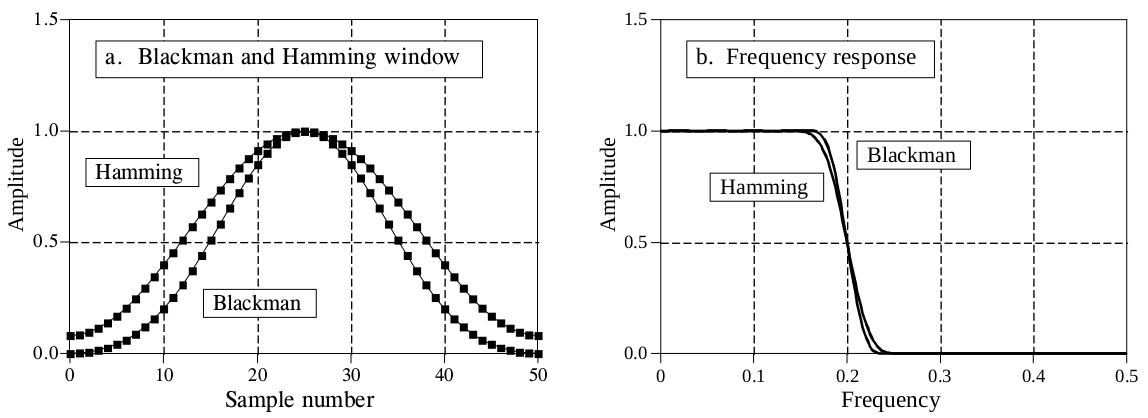 a. Blackman and Hamming window
1.5
1.0
0.5
0.0
Amplitude
Hamming
Blackman
0 10 20 30 40 50
Sample number
b. Frequency response
1.5
1.0
0.5
0.0
Amplitude
Blackman
Hamming
0 0.1 0.2 0.3 0.4 0.5
Frequency